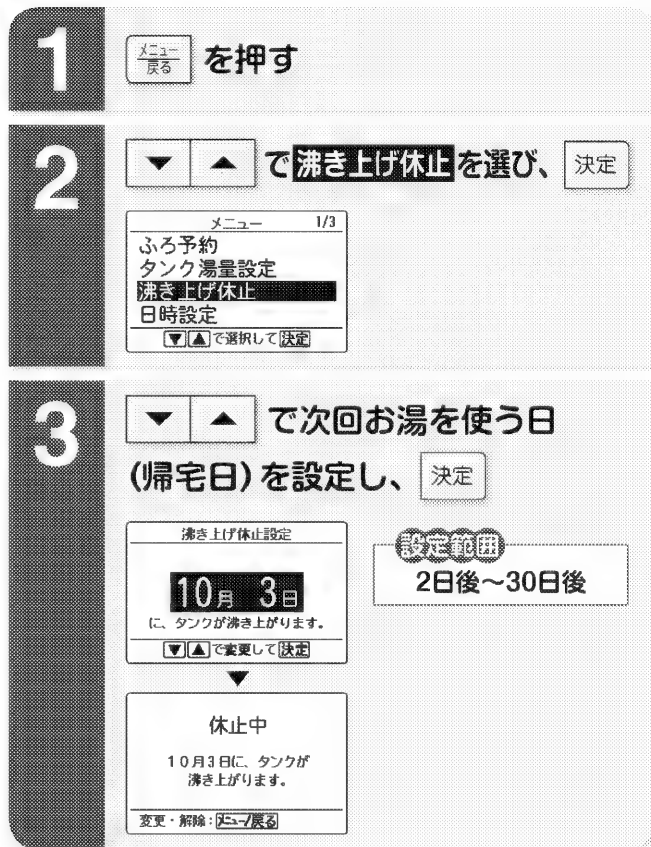 1
メニュー
戻る
を押す
2
▼ ▲ で沸き上げ休止を選び、 決定
メニュー 1/3
ふろ予約
タンク湯量設定
沸き上げ休止
日時設定
▼▲で選択して決定
3
▼ ▲ で次回お湯を使う日
(帰宅日)を設定し、 決定
沸き上げ休止設定
10月 3日
に、タンクが沸き上がります。
▼▲で変更して決定
▼
休止中
10月3日に、タンクが
沸き上がります。
変更・解除:メニュー/戻る
設定範囲
2日後~30日後